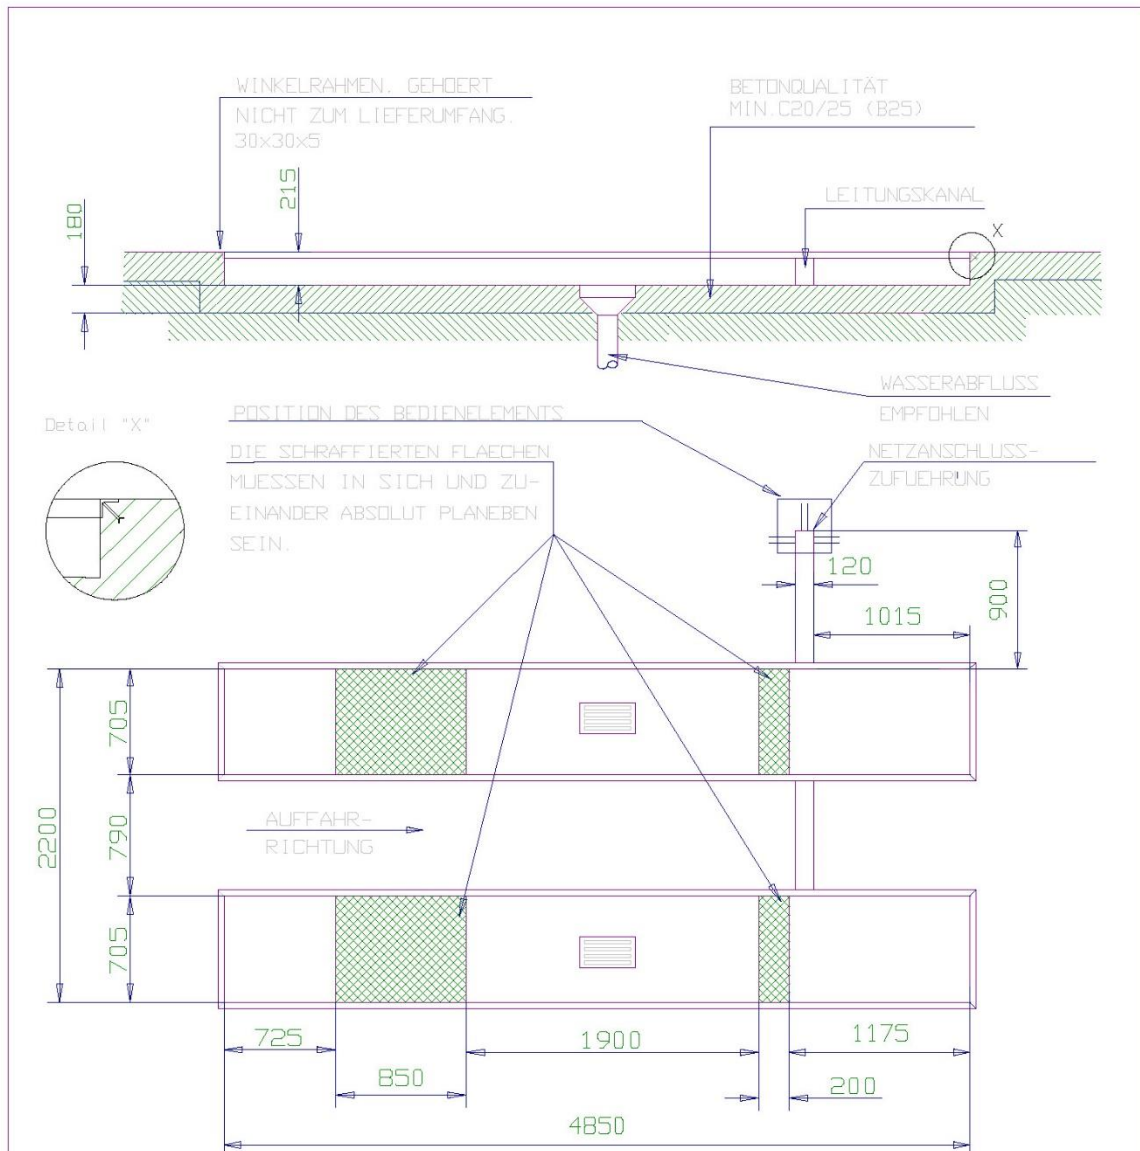 WINKELRAHMEN. GEHOERT
NICHT ZUM LIEFERUMFANG.
30x30x5
BETONQUALITÄT
MIN.C20/25 (B25)
LEITUNGSKANAL
215
180
X
WASSERABFLUSS
EMPFOHLEN
Detail "X"
POSITION DES BEDIENELEMENTS
DIE SCHRAFFIERTEN FLAECHEN
MUESSEN IN SICH UND ZU-
EINANDER ABSOLUT PLANEBEN
SEIN.
NETZANSCHLUSS-
ZUFUEHRUNG
120
900
1015
705
790
2200
705
AUFFAHR-
RICHTUNG
725
1900
1175
850
200
4850